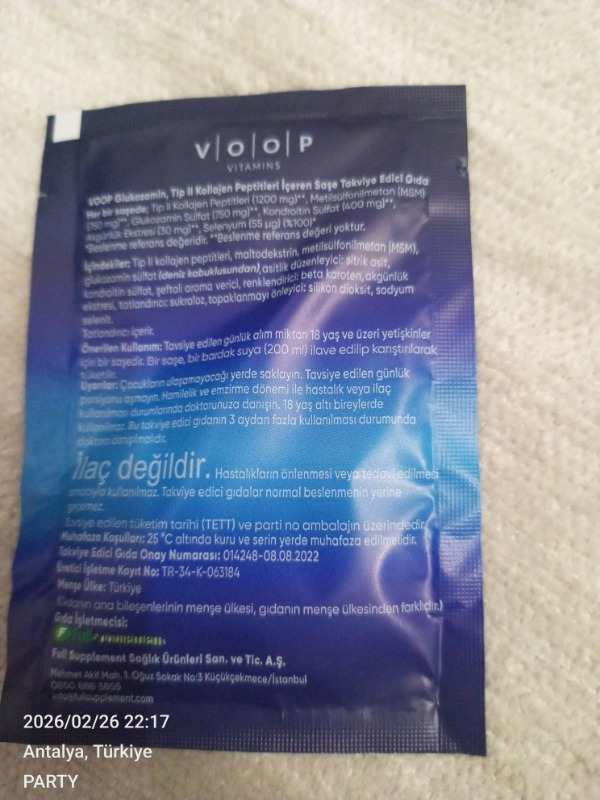 V|O|O|P
VITAMINS
VOOP Glukozamin, Tip II Kollajen Peptitleri İçeren Saşe Takviye Edici Gıda
Her bir saşede; Tip II Kollajen Peptitleri (1200 mg)**, Metilsülfonilmetan (MSM)
(750 mg)**, Glukozamin Sülfat (750 mg)**, Kondroitin Sülfat (400 mg)**,
Akgünlük Ekstresi (30 mg)**, Selenyum (55 µg) (%100)*
*Beslenme referans değeridir. **Beslenme referans değeri yoktur.
İçindekiler: Tip II kollajen peptitleri, maltodekstrin, metilsülfonilmetan (MSM),
glukozamin sülfat (deniz kabuklusundan), asitlik düzenleyici: sitrik asit,
kondroitin sülfat, şeftali aroma verici, renklendirici: beta karoten, akgünlük
ekstresi, tatlandırıcı: sukraloz, topaklanmayı önleyici: silikon dioksit, sodyum
selenit.
Tatlandırıcı içerir.
Önerilen Kullanım: Tavsiye edilen günlük alım miktarı 18 yaş ve üzeri yetişkinler
için bir saşedir. Bir saşe, bir bardak suya (200 ml) ilave edilip karıştırılarak
tüketilir.
Uyarılar: Çocukların ulaşamayacağı yerde saklayın. Tavsiye edilen günlük
porsiyonu aşmayın. Hamilelik ve emzirme dönemi ile hastalık veya ilaç
kullanılması durumlarında doktorunuza danışın. 18 yaş altı bireylerde
kullanılmaz. Bu takviye edici gıdanın 3 aydan fazla kullanılması durumunda
doktora danışılmalıdır.
İlaç değildir. Hastalıkların önlenmesi veya tedavi edilmesi
amacıyla kullanılmaz. Takviye edici gıdalar normal beslenmenin yerine
geçemez.
Tavsiye edilen tüketim tarihi (TETT) ve parti no ambalajın üzerindedir.
Muhafaza Koşulları: 25 °C altında kuru ve serin yerde muhafaza edilmelidir.
Takviye Edici Gıda Onay Numarası: 014248-08.08.2022
Üretici İşletme Kayıt No: TR-34-K-063184
Menşe Ülke: Türkiye
(Gıdanın ana bileşenlerinin menşe ülkesi, gıdanın menşe ülkesinden farklıdır.)
Gıda İşletmecisi:
Full Supplement Sağlık Ürünleri San. ve Tic. A.Ş.
Mehmet Akif Mah. 1. Oğuz Sokak No:3 Küçükçekmece/İstanbul
0850 888 3855
info@fullsupplement.com
2026/02/26 22:17
Antalya, Türkiye
PARTY